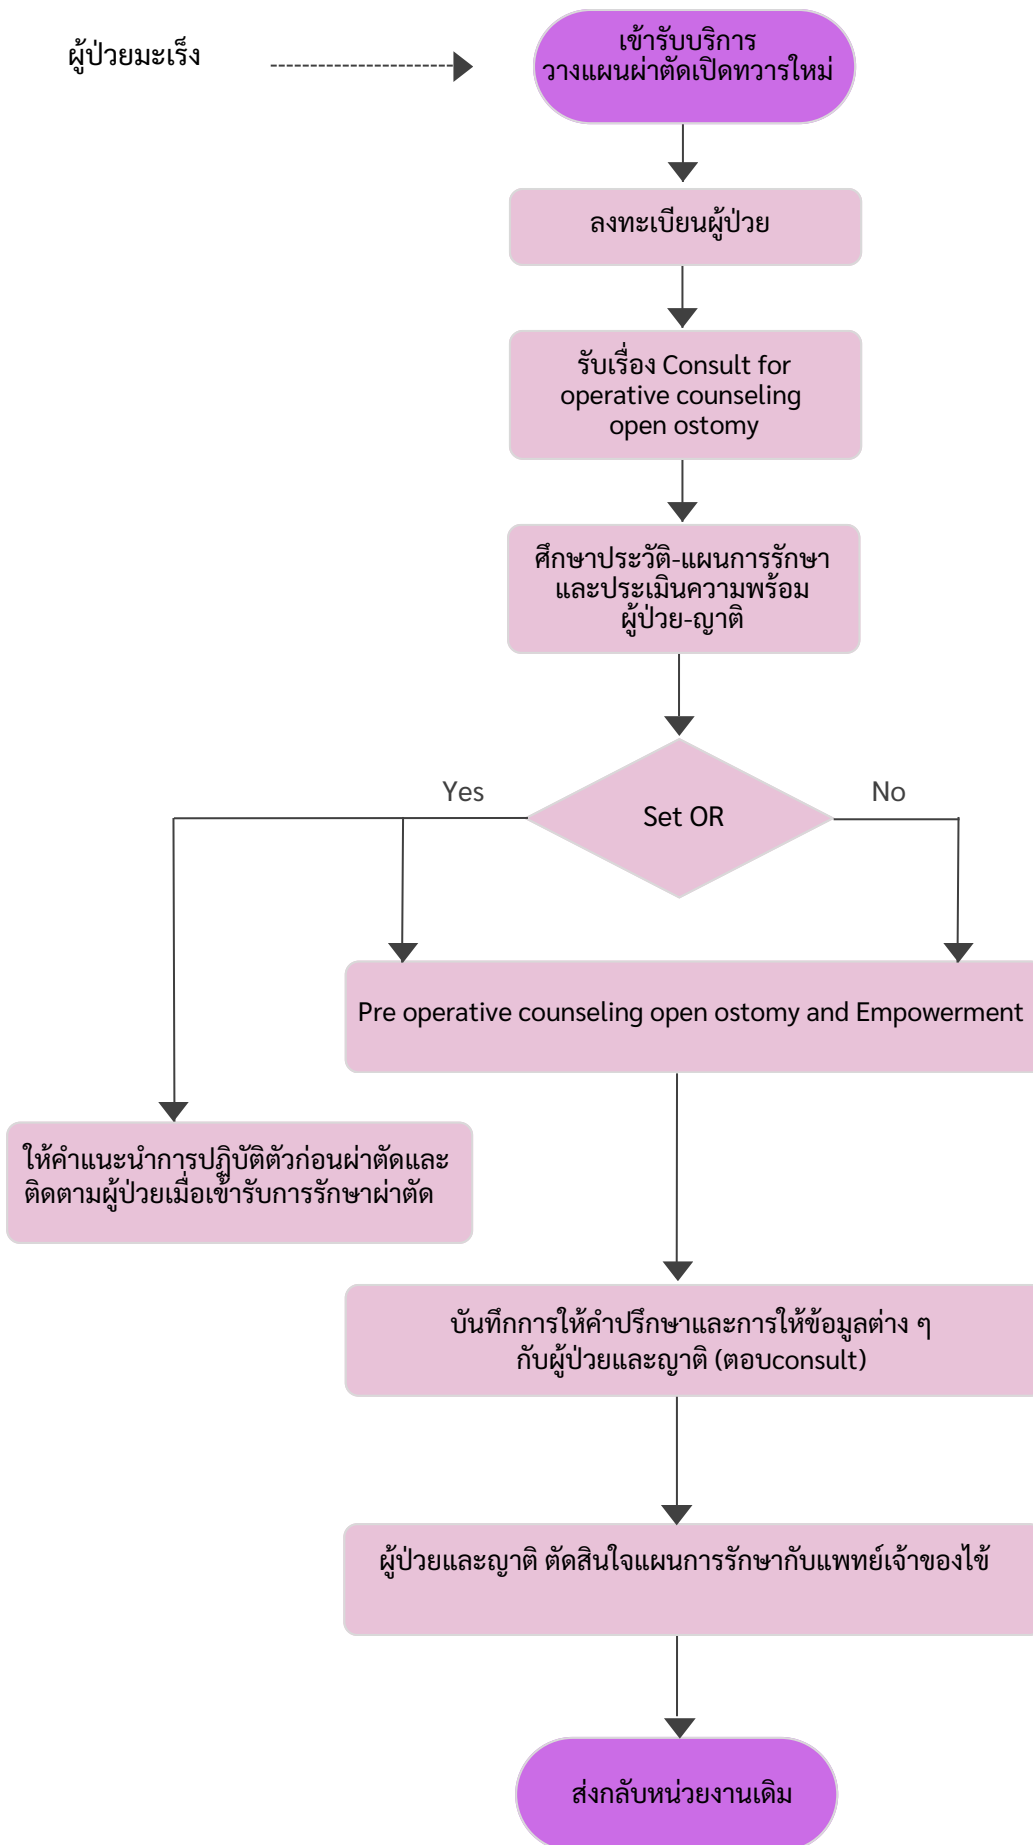 ผู้ป่วยมะเร็ง
เข้ารับบริการ
วางแผนผ่าตัดเปิดทวารใหม่
ลงทะเบียนผู้ป่วย
รับเรื่อง Consult for
operative counseling
open ostomy
ศึกษาประวัติ-แผนการรักษา
และประเมินความพร้อม
ผู้ป่วย-ญาติ
Yes
Set OR
No
Pre operative counseling open ostomy and Empowerment
ให้คำแนะนำการปฏิบัติตัวก่อนผ่าตัดและ
ติดตามผู้ป่วยเมื่อเข้ารับการรักษาผ่าตัด
บันทึกการให้คำปรึกษาและการให้ข้อมูลต่าง ๆ
กับผู้ป่วยและญาติ (ตอบconsult)
ผู้ป่วยและญาติ ตัดสินใจแผนการรักษากับแพทย์เจ้าของไข้
ส่งกลับหน่วยงานเดิม